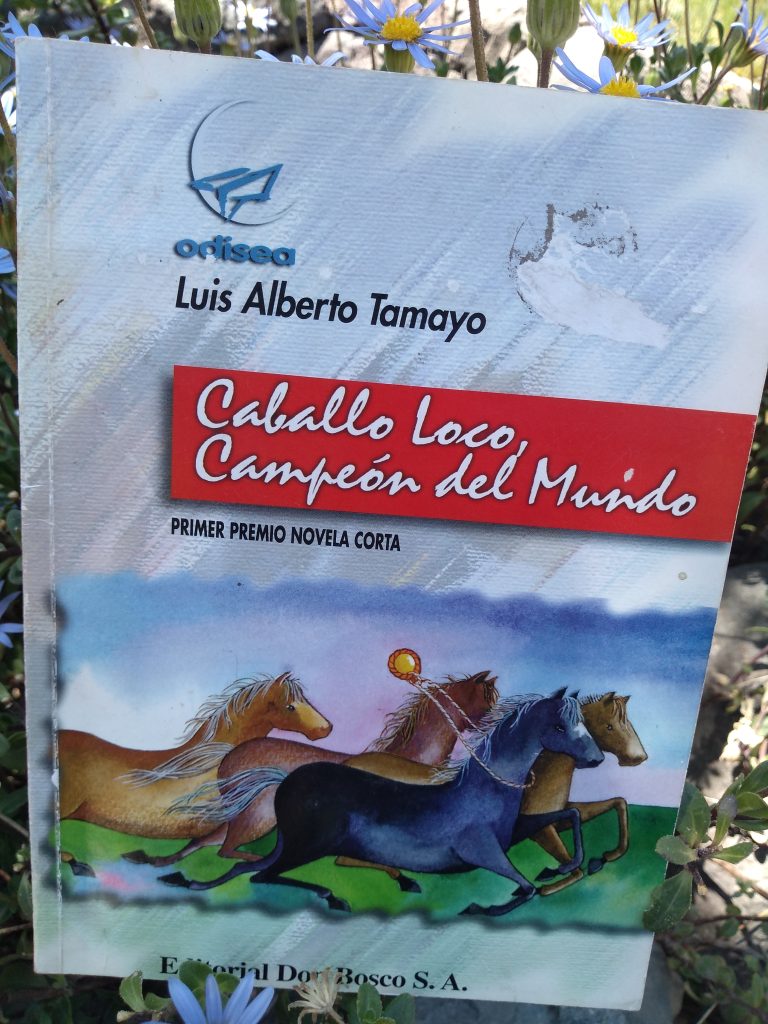 odisea
Luis Alberto Tamayo
Caballo Loco,
Campeón del Mundo
PRIMER PREMIO NOVELA CORTA
Editorial Don Bosco S. A.